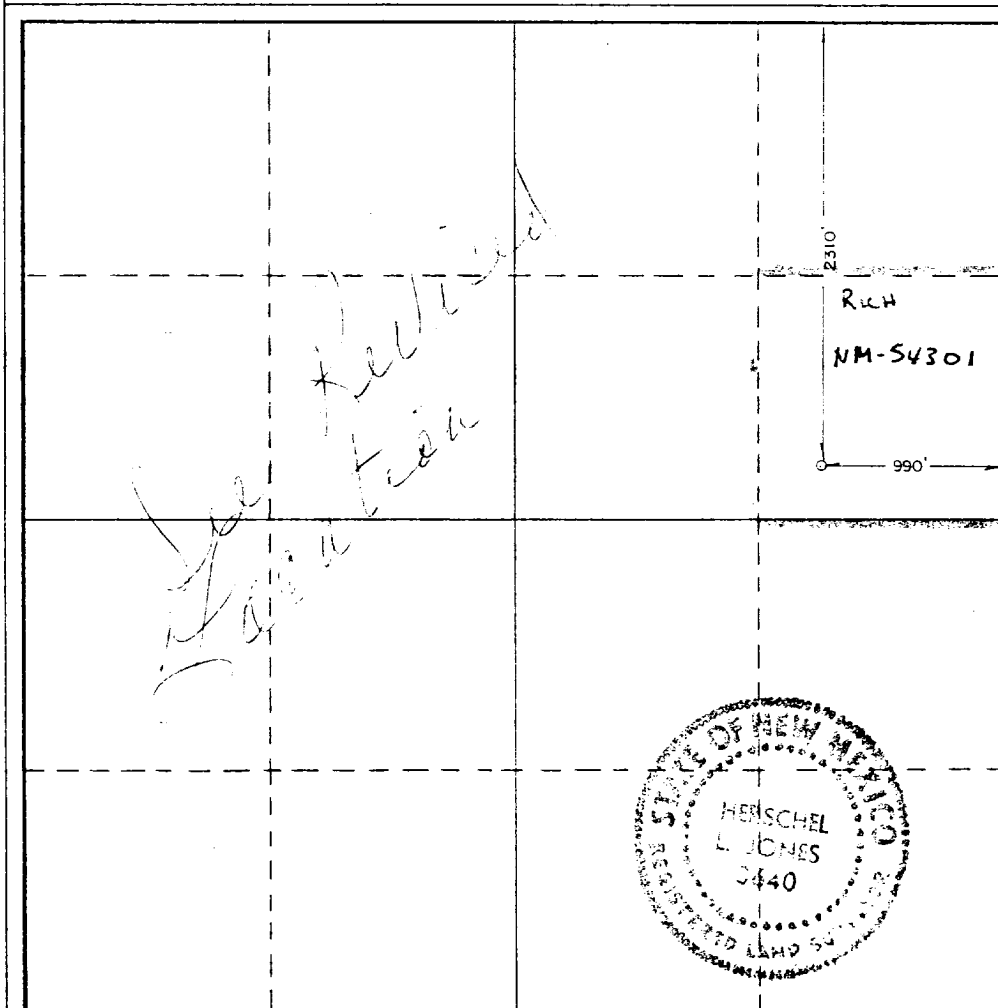 See Revised
Location
2310'
RICH
NM-54301
990'
STATE OF NEW MEXICO
HERSCHEL
L. JONES
3640
REGISTERED LAND SURVEYOR